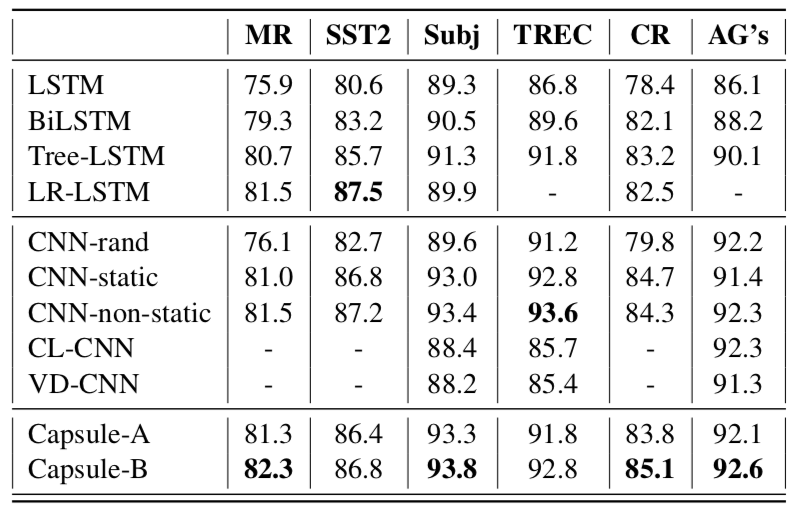 MR SST2 Subj TREC CR AG's
LSTM 75.9 80.6 89.3 86.8 78.4 86.1
BiLSTM 79.3 83.2 90.5 89.6 82.1 88.2
Tree-LSTM 80.7 85.7 91.3 91.8 83.2 90.1
LR-LSTM 81.5 87.5 89.9 - 82.5 -
CNN-rand 76.1 82.7 89.6 91.2 79.8 92.2
CNN-static 81.0 86.8 93.0 92.8 84.7 91.4
CNN-non-static 81.5 87.2 93.4 93.6 84.3 92.3
CL-CNN - - 88.4 85.7 - 92.3
VD-CNN - - 88.2 85.4 - 91.3
Capsule-A 81.3 86.4 93.3 91.8 83.8 92.1
Capsule-B 82.3 86.8 93.8 92.8 85.1 92.6